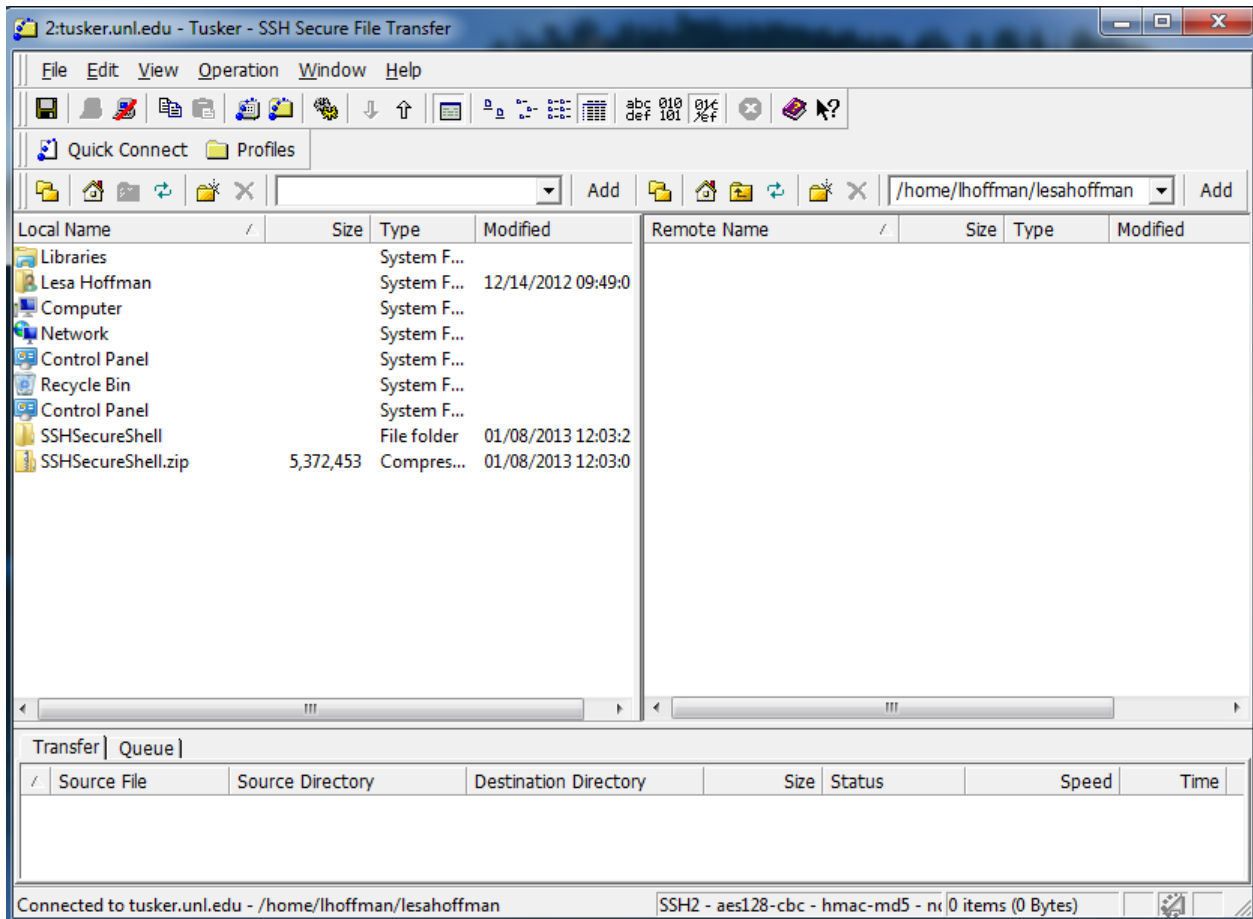 2:tusker.unl.edu - Tusker - SSH Secure File Transfer
File Edit View Operation Window Help
abc def 010 101
Quick Connect Profiles
Add /home/lhoffman/lesahoffman Add
Local Name Size Type Modified
Libraries System F...
Lesa Hoffman System F... 12/14/2012 09:49:0
Computer System F...
Network System F...
Control Panel System F...
Recycle Bin System F...
Control Panel System F...
SSHSecureShell File folder 01/08/2013 12:03:2
SSHSecureShell.zip 5,372,453 Compres... 01/08/2013 12:03:0
Remote Name Size Type Modified
Transfer Queue
Source File Source Directory Destination Directory Size Status Speed Time
Connected to tusker.unl.edu - /home/lhoffman/lesahoffman SSH2 - aes128-cbc - hmac-md5 - 0 items (0 Bytes)